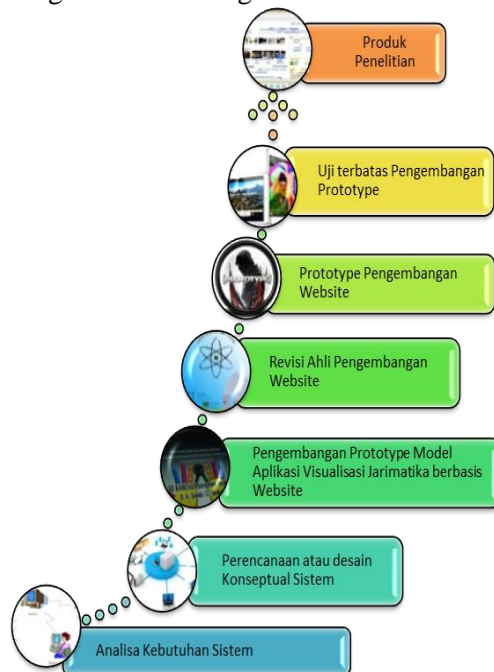 Produk
Penelitian
Uji terbatas Pengembangan
Prototype
Prototype Pengembangan
Website
Revisi Ahli Pengembangan
Website
Pengembangan Prototype Model
Aplikasi Visualisasi Jarimatika berbasis
Website
Perencanaan atau desain
Konseptual Sistem
Analisa Kebutuhan Sistem